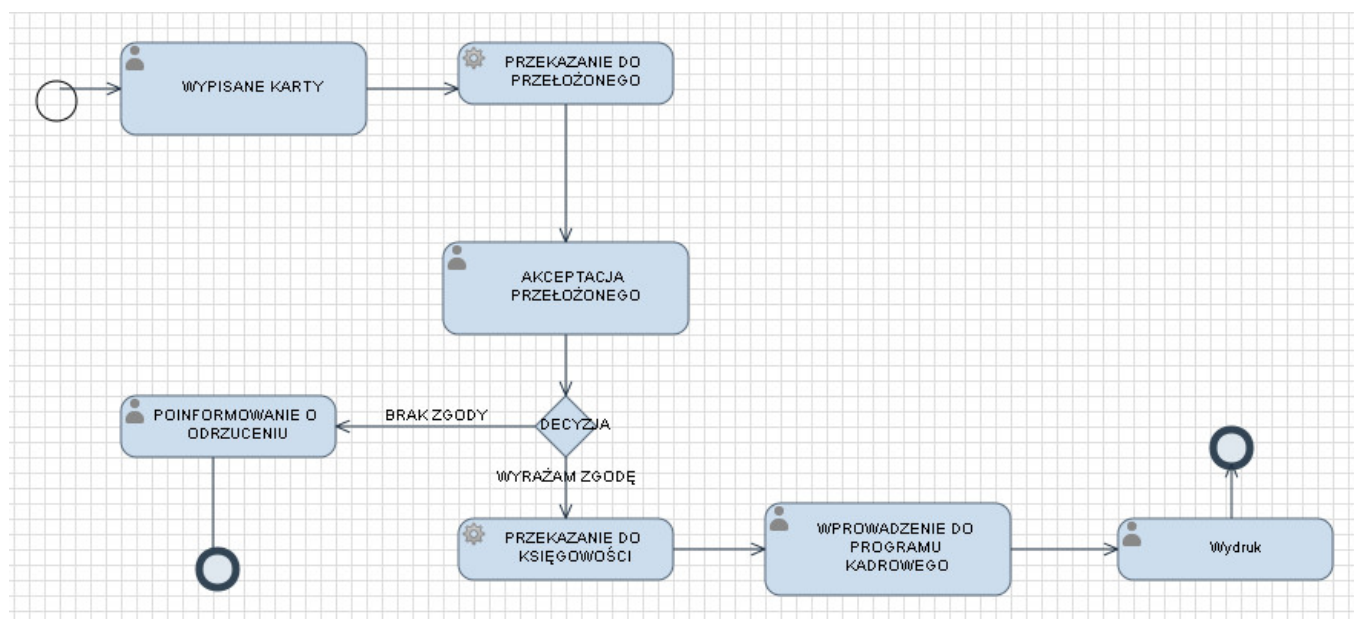 WYPISANE KARTY
PRZEKAZANIE DO
PRZEŁOŻONEGO
AKCEPTACJA
PRZEŁOŻONEGO
POINFORMOWANIE O
ODRZUCENIU
BRAK ZGODY
DECYZJA
WYRAŻAM ZGODĘ
PRZEKAZANIE DO
KSIĘGOWOŚCI
WPROWADZENIE DO
PROGRAMU
KADROWEGO
Wydruk